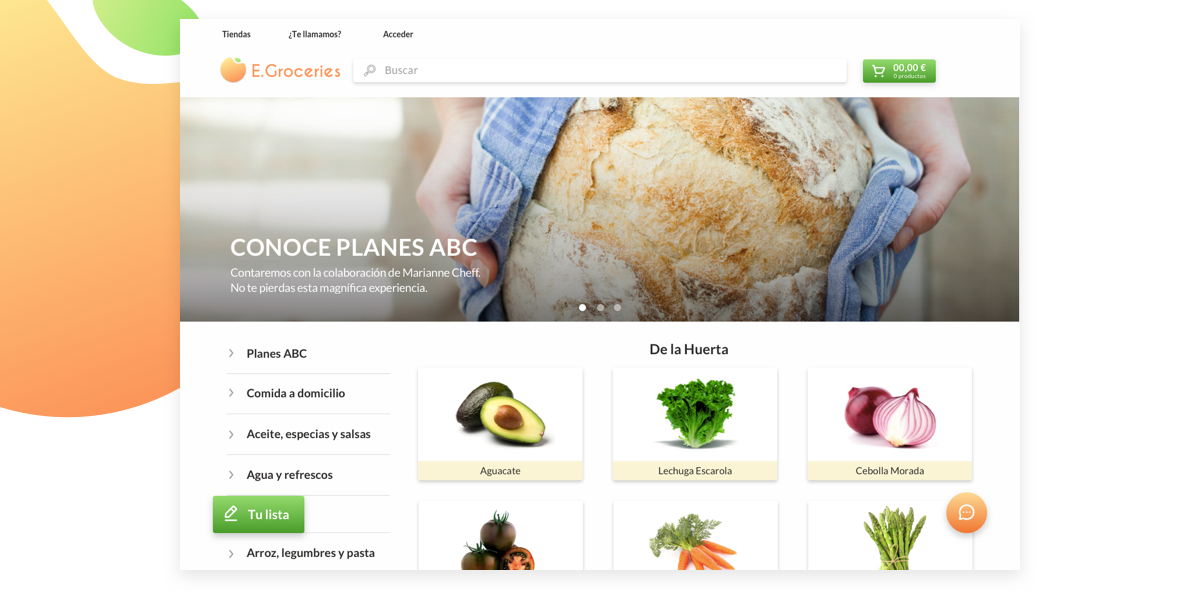 Tiendas
¿Te llamamos?
Acceder
E.Groceries
Buscar
00,00 €
0 productos
CONOCE PLANES ABC
Contaremos con la colaboración de Marianne Cheff.
No te pierdas esta magnífica experiencia.
Planes ABC
Comida a domicilio
Aceite, especias y salsas
Agua y refrescos
Tu lista
Arroz, legumbres y pasta
De la Huerta
Aguacate
Lechuga Escarola
Cebolla Morada